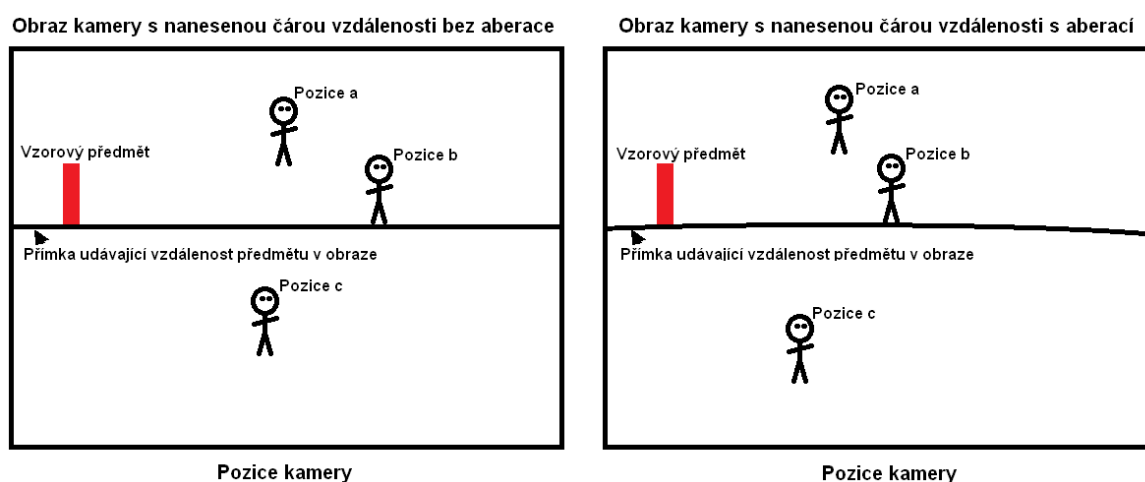 Obraz kamery s nanesenou čárou vzdálenosti bez aberace
Pozice a
Vzorový předmět
Pozice b
Přímka udávající vzdálenost předmětu v obraze
Pozice c
Pozice kamery
Obraz kamery s nanesenou čárou vzdálenosti s aberací
Pozice a
Vzorový předmět
Pozice b
Přímka udávající vzdálenost předmětu v obraze
Pozice c
Pozice kamery